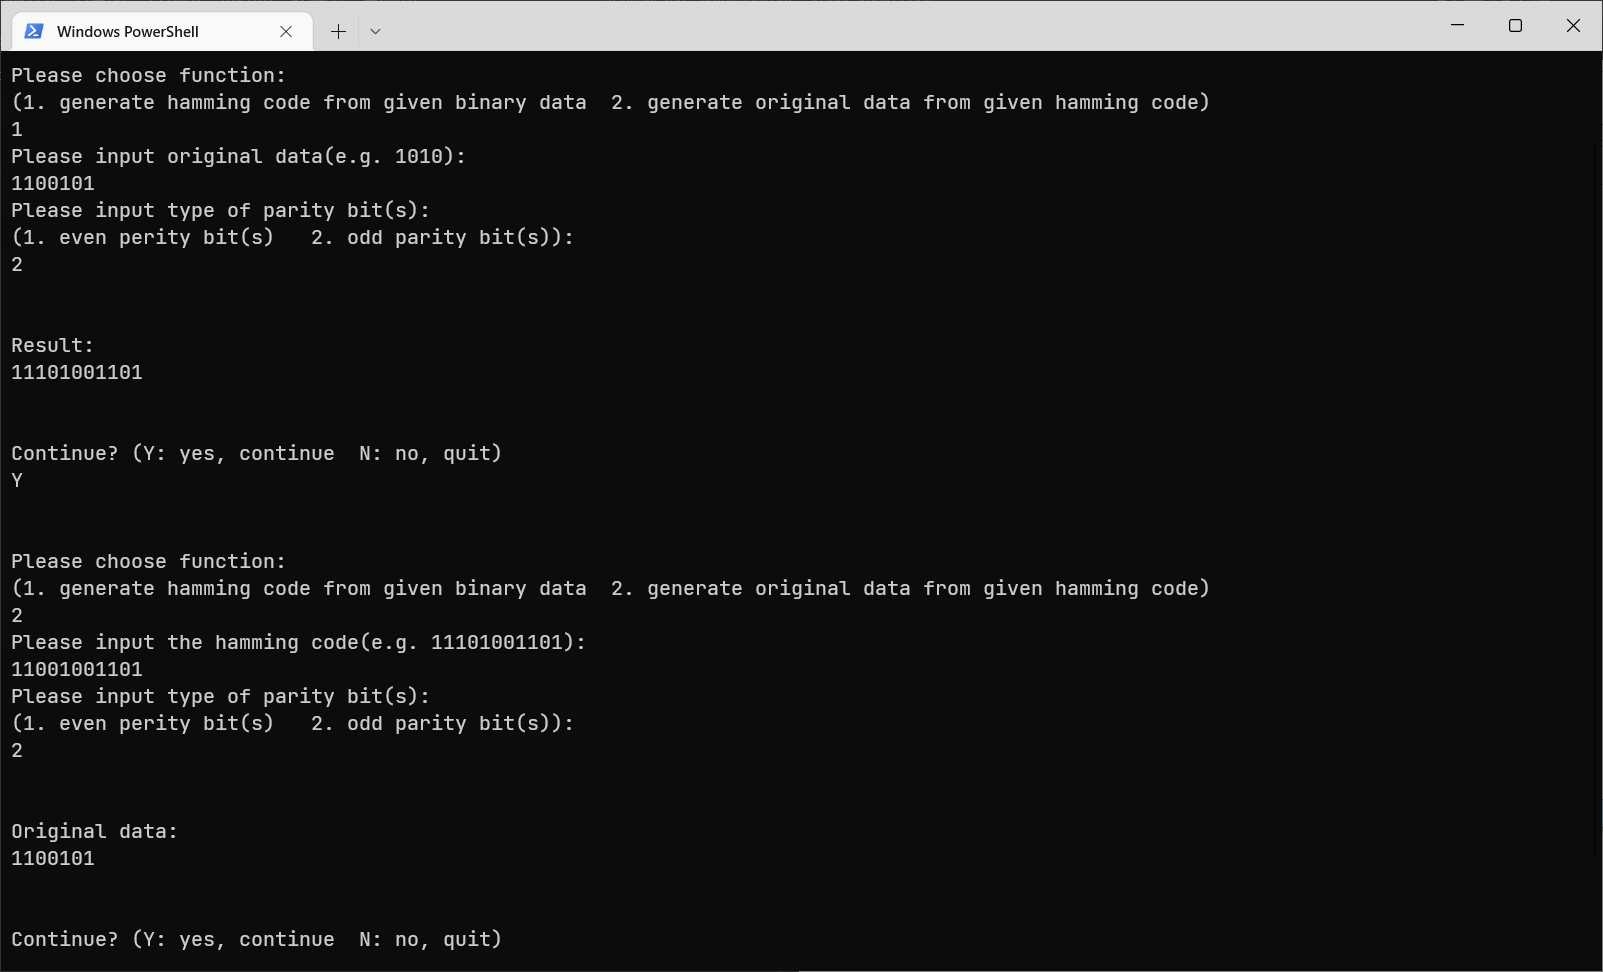 Windows PowerShell
Please choose function:
(1. generate hamming code from given binary data  2. generate original data from given hamming code)
1
Please input original data(e.g. 1010):
1100101
Please input type of parity bit(s):
(1. even perity bit(s)   2. odd parity bit(s)):
2
Result:
11101001101
Continue? (Y: yes, continue  N: no, quit)
Y
Please choose function:
(1. generate hamming code from given binary data  2. generate original data from given hamming code)
2
Please input the hamming code(e.g. 11101001101):
11001001101
Please input type of parity bit(s):
(1. even perity bit(s)   2. odd parity bit(s)):
2
Original data:
1100101
Continue? (Y: yes, continue  N: no, quit)